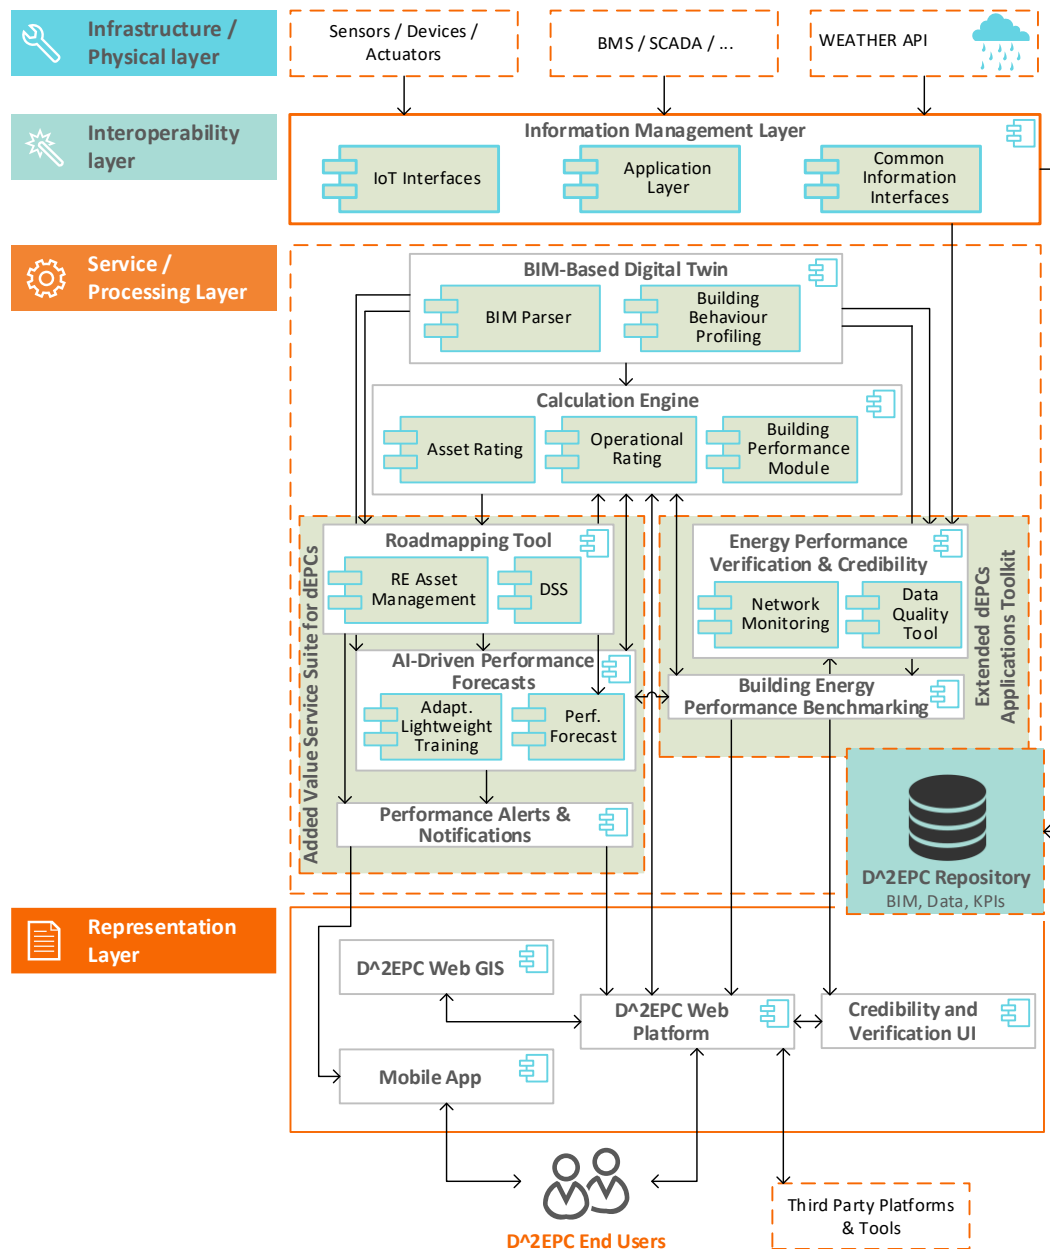 Infrastructure /
Physical layer
Sensors / Devices /
Actuators
BMS / SCADA / ...
WEATHER API
Interoperability
layer
Information Management Layer
IoT Interfaces
Application
Layer
Common
Information
Interfaces
Service /
Processing Layer
BIM-Based Digital Twin
BIM Parser
Building
Behaviour
Profiling
Calculation Engine
Asset Rating
Operational
Rating
Building
Performance
Module
Added Value Service Suite for dEPCs
Roadmapping Tool
RE Asset
Management
DSS
AI-Driven Performance
Forecasts
Adapt.
Lightweight
Training
Perf.
Forecast
Performance Alerts &
Notifications
Energy Performance
Verification & Credibility
Network
Monitoring
Data
Quality
Tool
Building Energy
Performance Benchmarking
Extended dEPCs
Applications Toolkit
D^2EPC Repository
BIM, Data, KPIs
Representation
Layer
D^2EPC Web GIS
D^2EPC Web
Platform
Credibility and
Verification UI
Mobile App
D^2EPC End Users
Third Party Platforms
& Tools